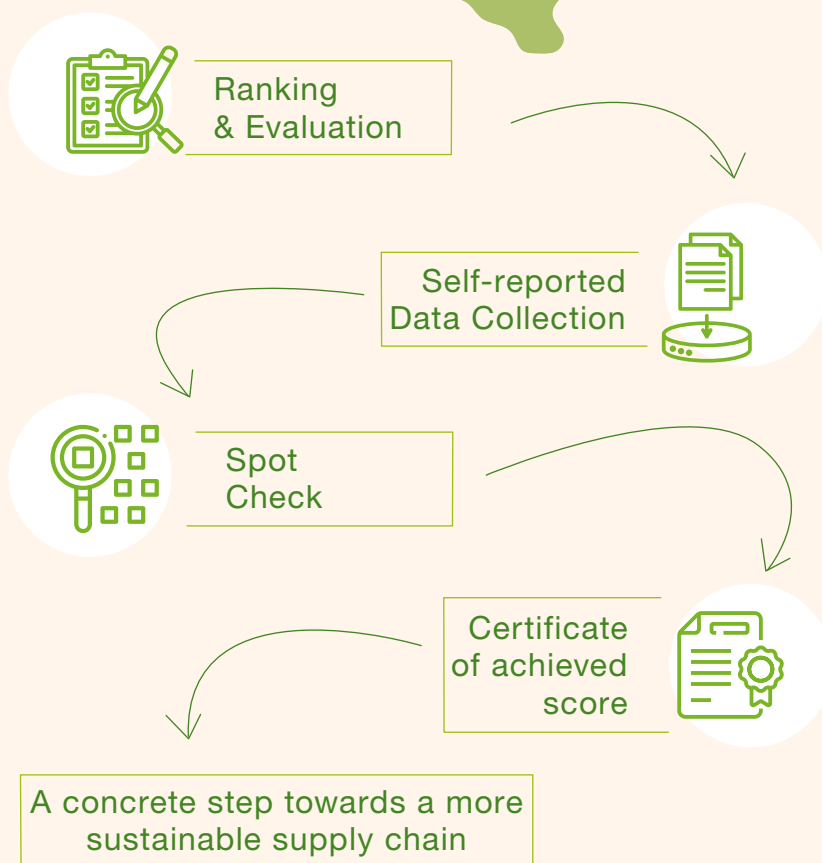 Ranking
& Evaluation
Self-reported
Data Collection
Spot
Check
Certificate
of achieved
score
A concrete step towards a more
sustainable supply chain